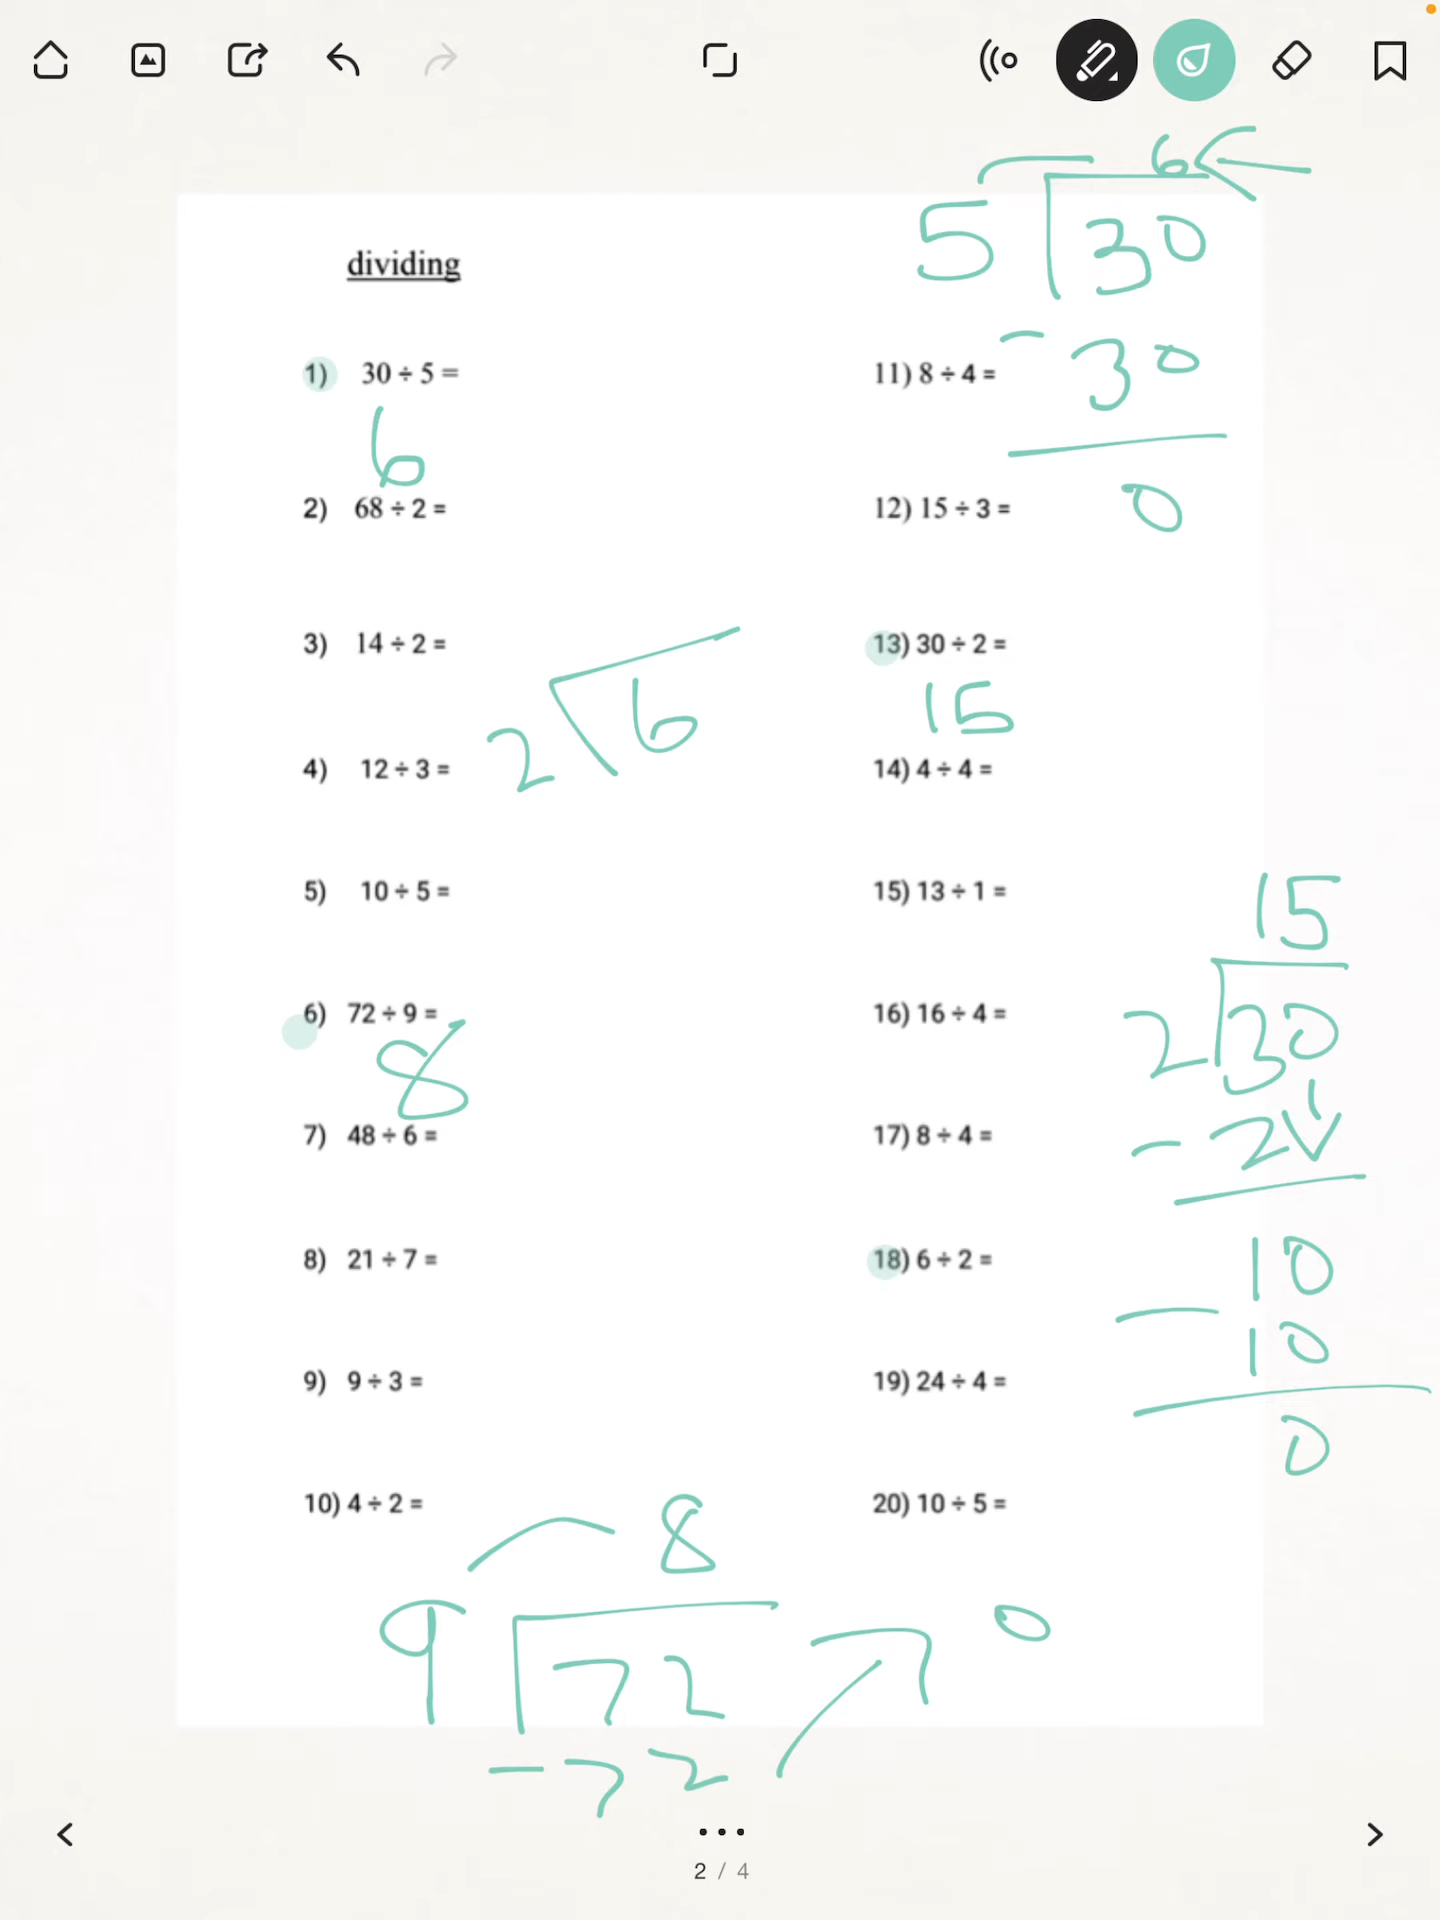 dividing
1) 30 ÷ 5 =
6
2) 68 ÷ 2 =
3) 14 ÷ 2 =
4) 12 ÷ 3 =
2 6
5) 10 ÷ 5 =
6) 72 ÷ 9 =
8
7) 48 ÷ 6 =
8) 21 ÷ 7 =
9) 9 ÷ 3 =
10) 4 ÷ 2 =
8
9 72
0
- 72
6
5 30
- 30
0
11) 8 ÷ 4 =
12) 15 ÷ 3 =
13) 30 ÷ 2 =
15
14) 4 ÷ 4 =
15) 13 ÷ 1 =
16) 16 ÷ 4 =
17) 8 ÷ 4 =
18) 6 ÷ 2 =
19) 24 ÷ 4 =
20) 10 ÷ 5 =
15
2 30
- 2
10
- 10
0
2 / 4